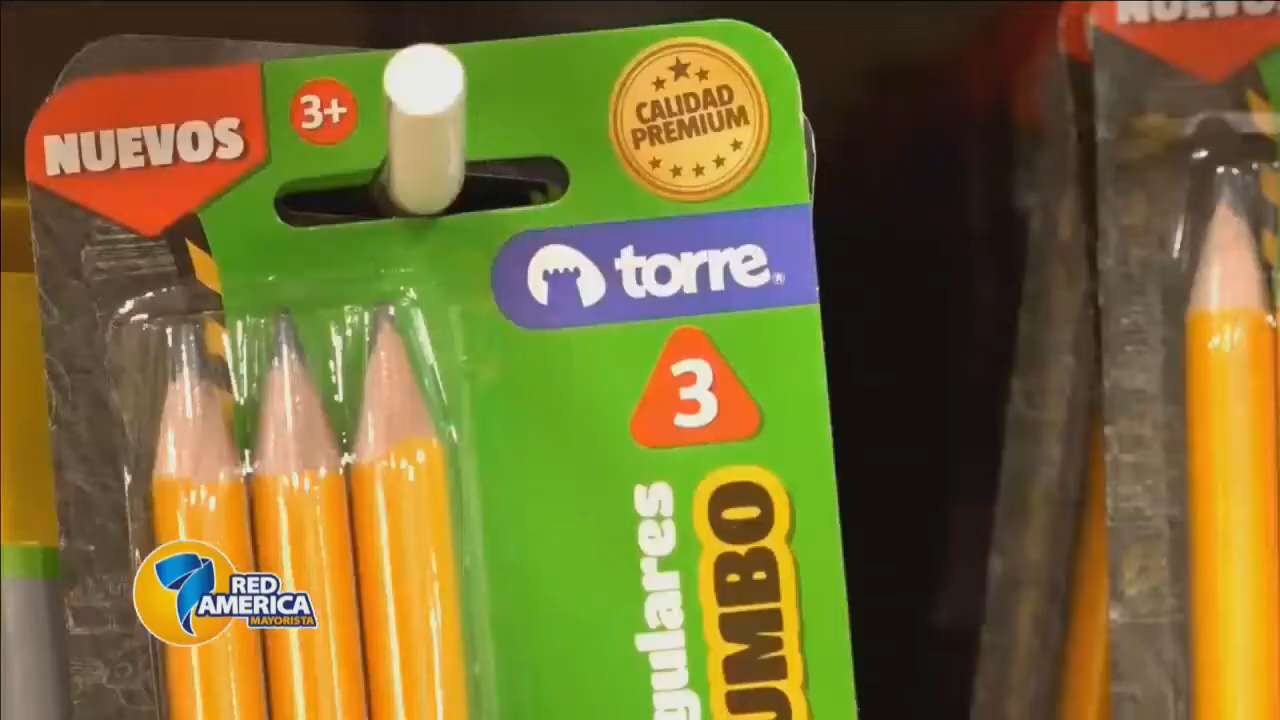 NUEVOS
3+
CALIDAD
PREMIUM
torre®
3
gulares
UMBO
NUEVOS
RED
AMERICA
MAYORISTA